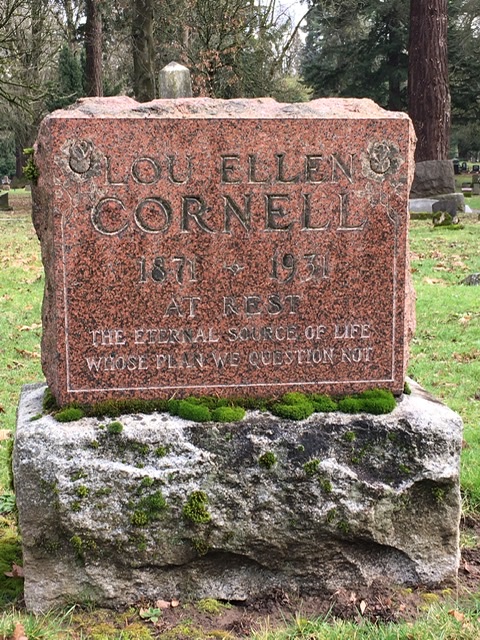 LOU ELLEN
CORNELL
1871 ~ 1931
AT REST
THE ETERNAL SOURCE OF LIFE
WHOSE PLAN WE QUESTION NOT